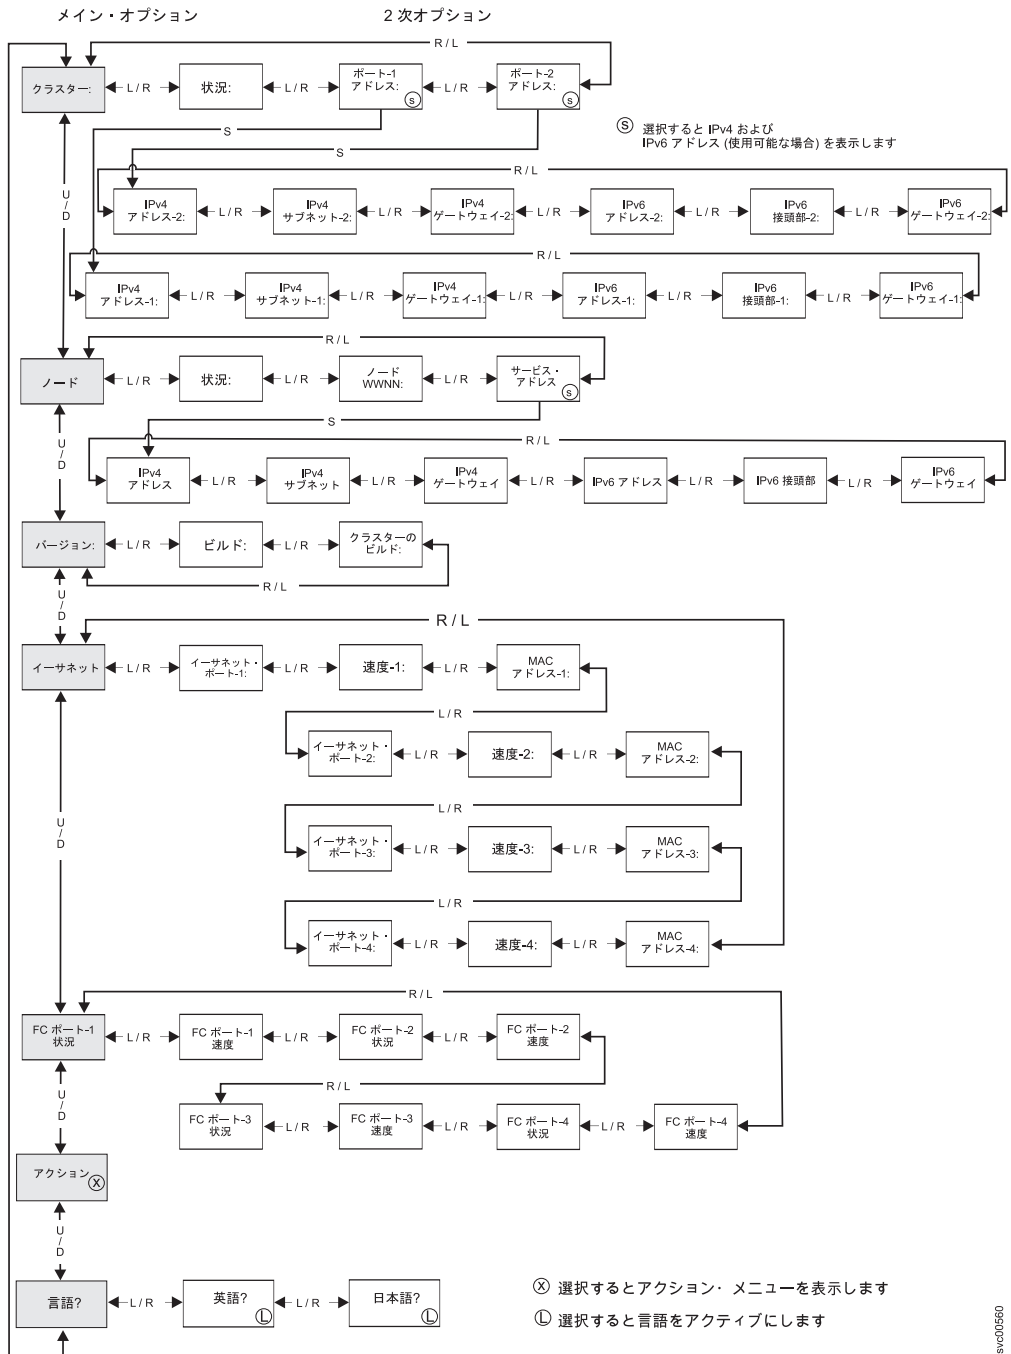 メイン・オプション
2 次オプション
R / L
クラスター:
L / R
状況:
L / R
ポート-1
アドレス:
S
L / R
ポート-2
アドレス:
S
S
S
S 選択すると IPv4 および
IPv6 アドレス (使用可能な場合) を表示します
U/D
R / L
IPv4
アドレス-2:
L / R
IPv4
サブネット-2:
L / R
IPv4
ゲートウェイ-2:
L / R
IPv6
アドレス-2:
L / R
IPv6
接頭部-2:
L / R
IPv6
ゲートウェイ-2:
R / L
IPv4
アドレス-1:
L / R
IPv4
サブネット-1:
L / R
IPv4
ゲートウェイ-1:
L / R
IPv6
アドレス-1:
L / R
IPv6
接頭部-1:
L / R
IPv6
ゲートウェイ-1:
R / L
ノード
L / R
状況:
L / R
ノード
WWNN:
L / R
サービス・
アドレス
S
S
U/D
R / L
IPv4
アドレス
L / R
IPv4
サブネット
L / R
IPv4
ゲートウェイ
L / R
IPv6 アドレス
L / R
IPv6 接頭部
L / R
IPv6
ゲートウェイ
バージョン:
L / R
ビルド:
L / R
クラスターの
ビルド:
R / L
U/D
R / L
イーサネット
L / R
イーサネット・
ポート-1:
L / R
速度-1:
L / R
MAC
アドレス-1:
L / R
イーサネット・
ポート-2:
L / R
速度-2:
L / R
MAC
アドレス-2:
L / R
U/D
イーサネット・
ポート-3:
L / R
速度-3:
L / R
MAC
アドレス-3:
L / R
イーサネット・
ポート-4:
L / R
速度-4:
L / R
MAC
アドレス-4:
R / L
FC ポート-1
状況
L / R
FC ポート-1
速度
L / R
FC ポート-2
状況
L / R
FC ポート-2
速度
R / L
U/D
FC ポート-3
状況
L / R
FC ポート-3
速度
L / R
FC ポート-4
状況
L / R
FC ポート-4
速度
アクション
X
U/D
言語?
L / R
英語?
L
L / R
日本語?
L
X 選択するとアクション・ メニューを表示します
L 選択すると言語をアクティブにします
svc00560